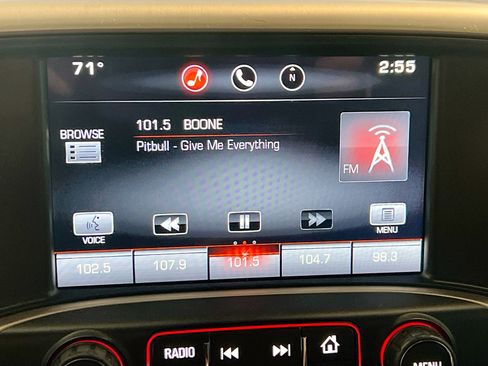 71° 2:55
N
101.5 BOONE
BROWSE
Pitbull - Give Me Everything
FM
VOICE
MENU
102.5 107.9 101.5 104.7 98.3
RADIO
MENU